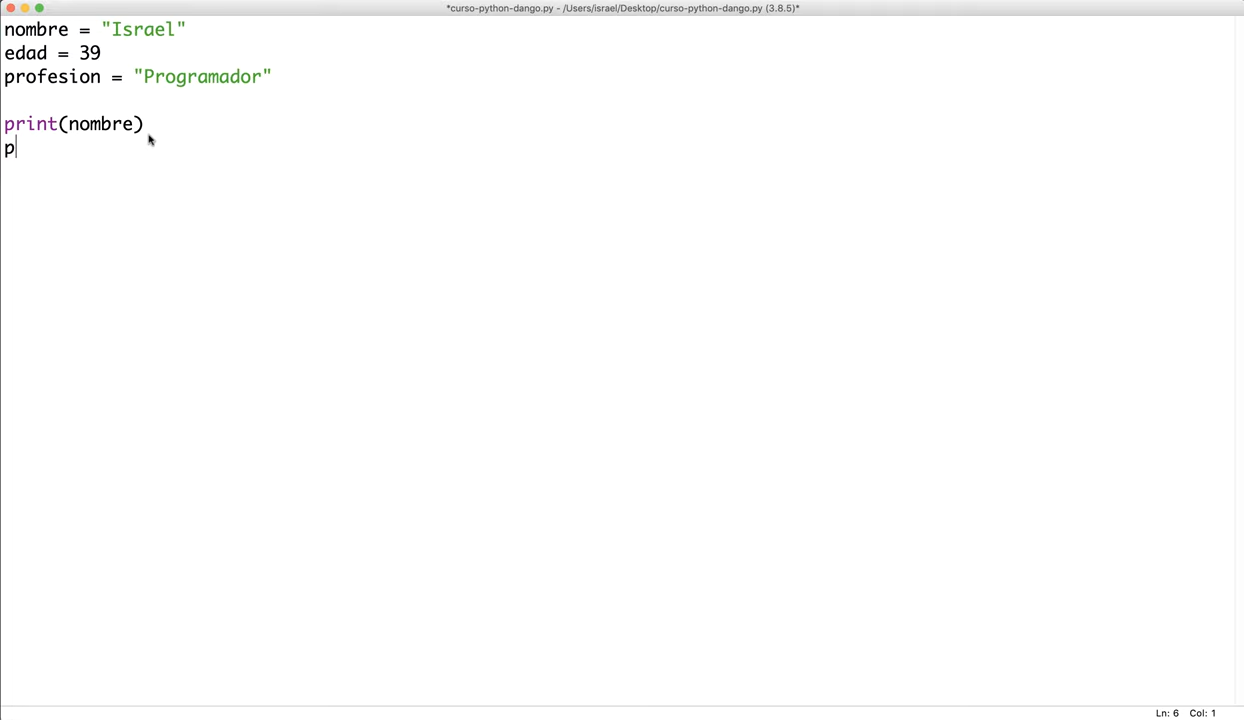 *curso-python-dango.py - /Users/israel/Desktop/curso-python-dango.py (3.8.5)*
nombre = "Israel"
edad = 39
profesion = "Programador"
print(nombre)
p
Ln: 6 Col: 1